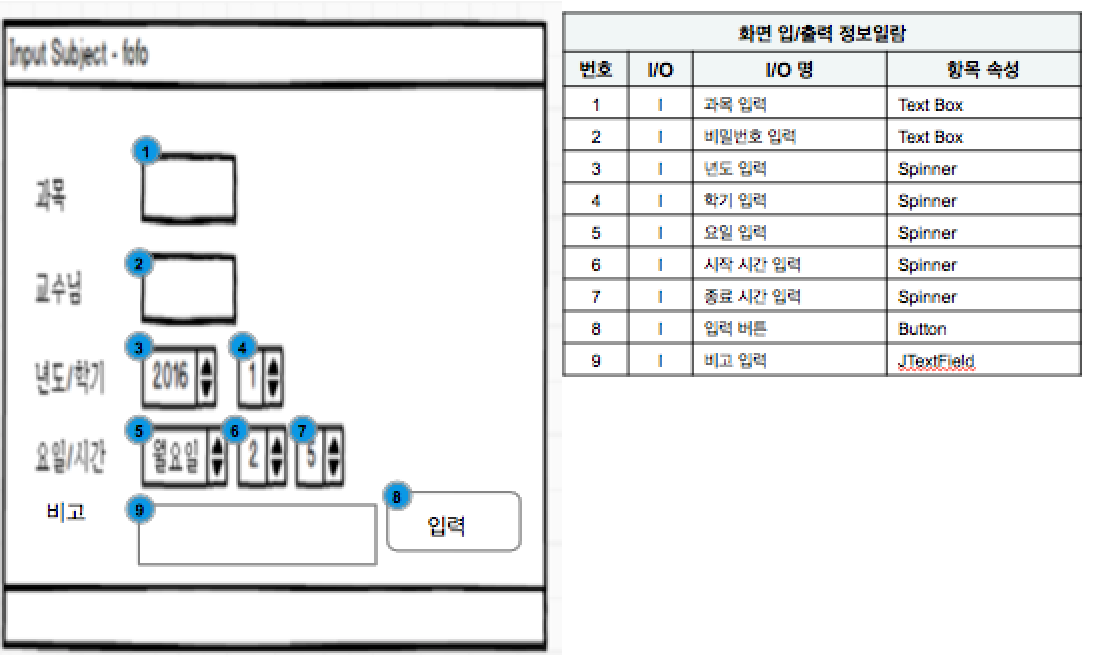 Input Subject - fofo
1
과목
2
교수님
3 4
년도/학기 2016 1
5 6 7
요일/시간 월요일 2 5
비고 9
8
입력
화면 입/출력 정보일람
번호 I/O I/O 명 항목 속성
1 I 과목 입력 Text Box
2 I 비밀번호 입력 Text Box
3 I 년도 입력 Spinner
4 I 학기 입력 Spinner
5 I 요일 입력 Spinner
6 I 시작 시간 입력 Spinner
7 I 종료 시간 입력 Spinner
8 I 입력 버튼 Button
9 I 비고 입력 JTextField